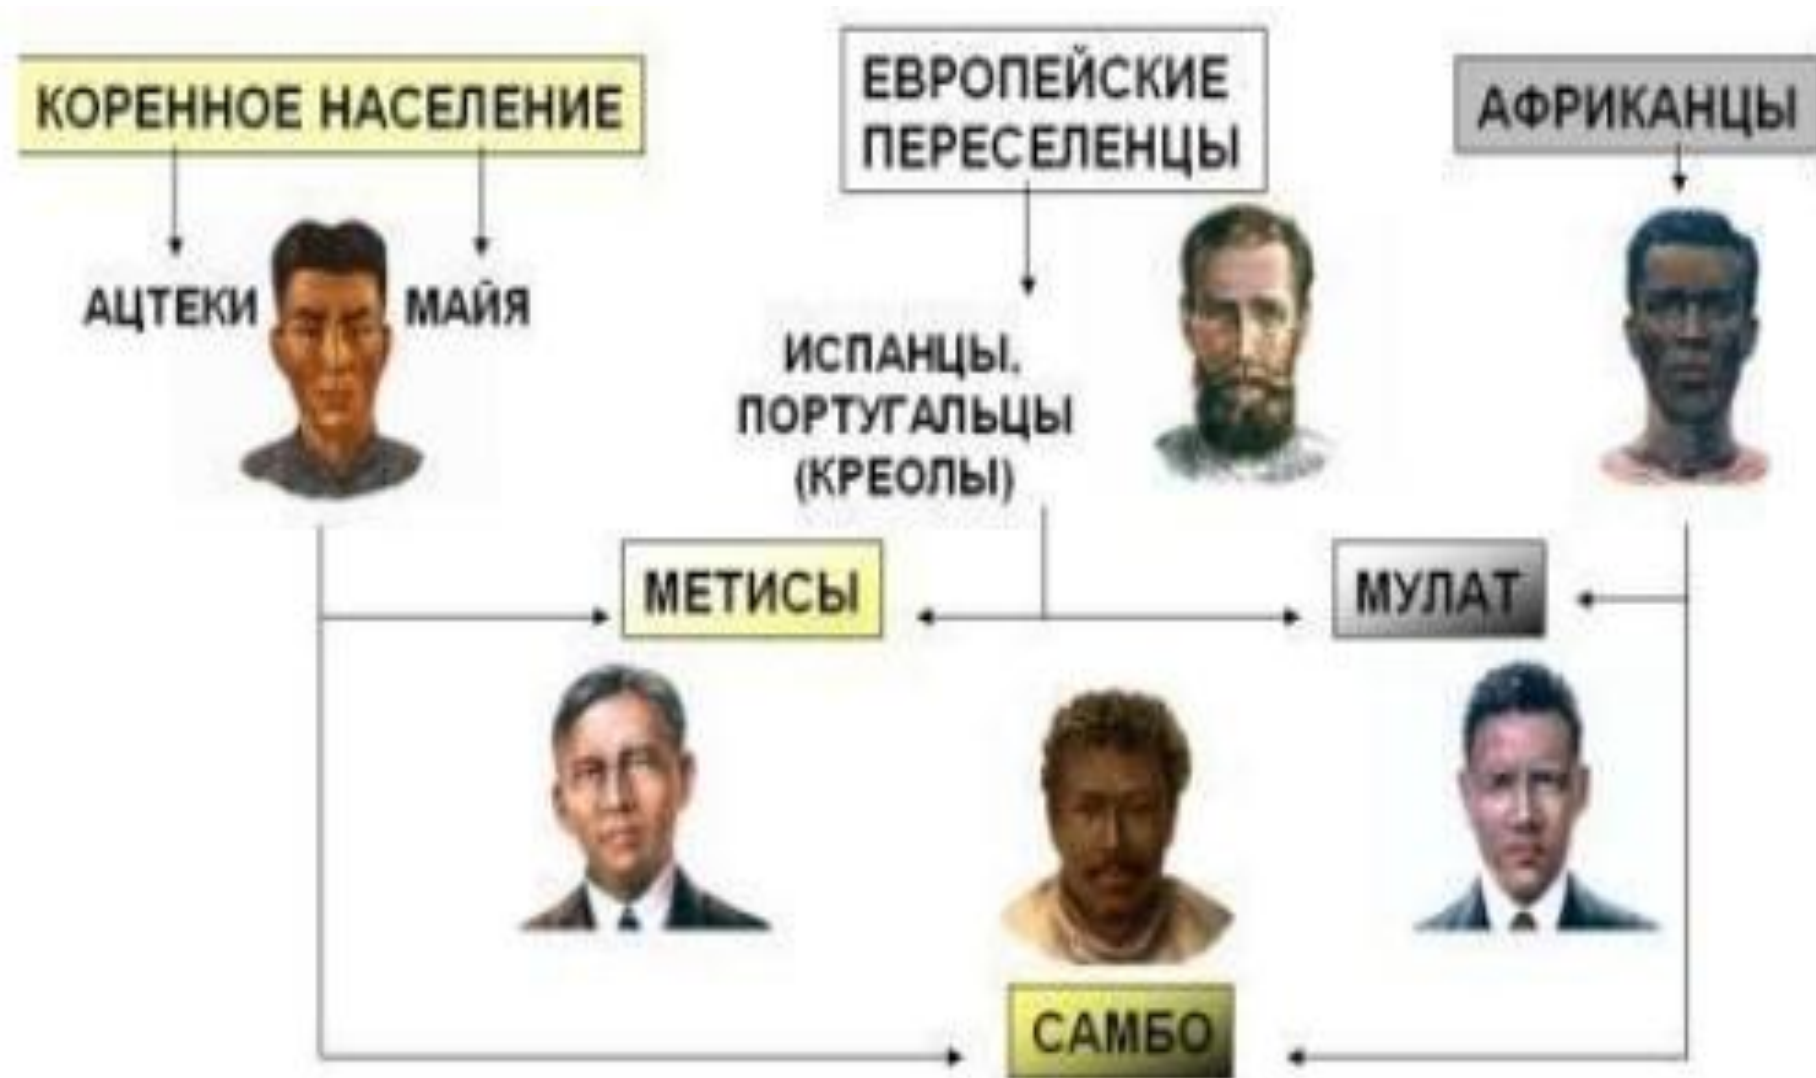 КОРЕННОЕ НАСЕЛЕНИЕ
ЕВРОПЕЙСКИЕ
ПЕРЕСЕЛЕНЦЫ
АФРИКАНЦЫ
АЦТЕКИ
МАЙЯ
ИСПАНЦЫ.
ПОРТУГАЛЬЦЫ
(КРЕОЛЫ)
МЕТИСЫ
МУЛАТ
САМБО